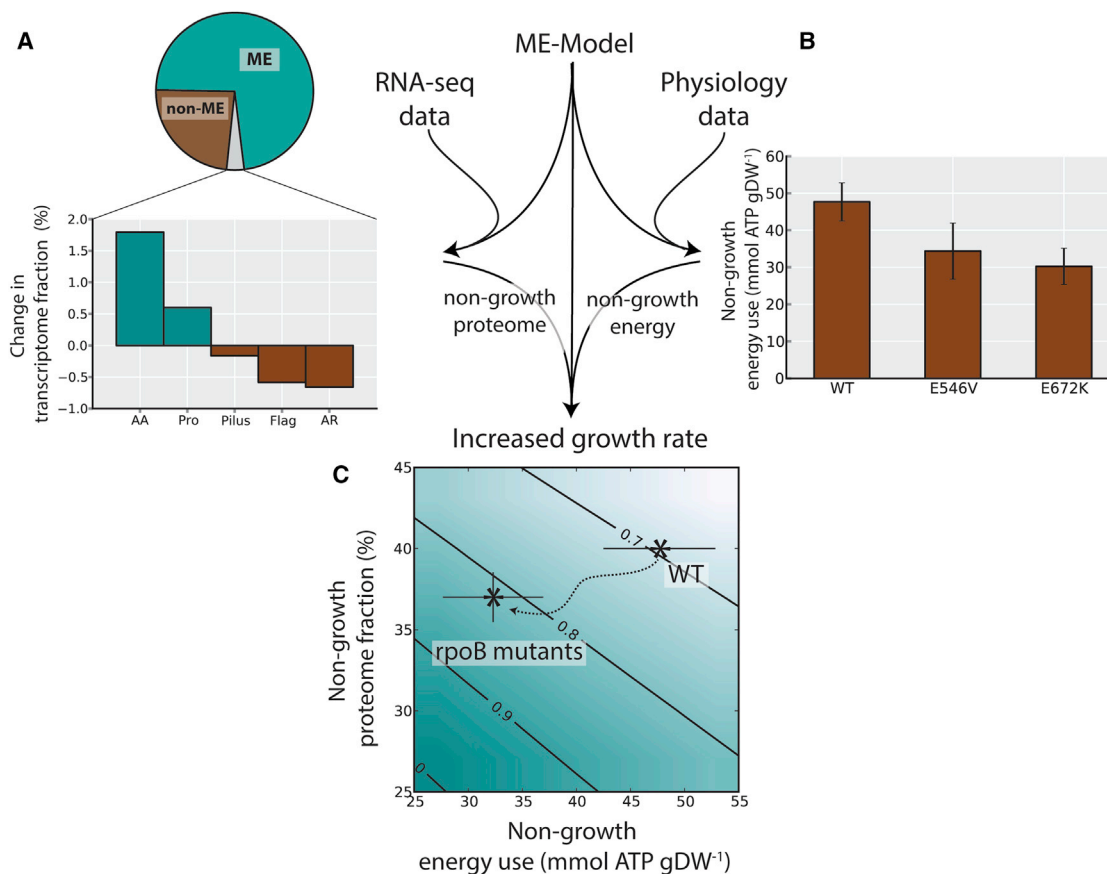 A
ME
non-ME
ME-Model
RNA-seq
data
Physiology
data
non-growth
proteome
non-growth
energy
Increased growth rate
Change in
transcriptome fraction (%)
2.0
1.5
1.0
0.5
0.0
−0.5
−1.0
AA Pro Pilus Flag AR
B
Non-growth
energy use (mmol ATP gDW⁻¹)
60
50
40
30
20
10
0
WT E546V E672K
C
Non-growth
proteome fraction (%)
45
40
35
30
25
0.7
WT
0.8
rpoB mutants
0.9
0
25 30 35 40 45 50 55
Non-growth
energy use (mmol ATP gDW⁻¹)